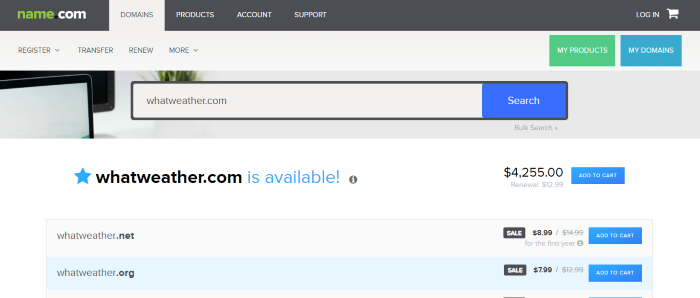 name.com DOMAINS PRODUCTS ACCOUNT SUPPORT LOG IN
REGISTER TRANSFER RENEW MORE MY PRODUCTS MY DOMAINS
whatweather.com Search
Bulk Search »
whatweather.com is available! $4,255.00 ADD TO CART
Renewal: $12.99
whatweather.net SALE $8.99 / $14.99 ADD TO CART
for the first year
whatweather.org SALE $7.99 / $12.99 ADD TO CART